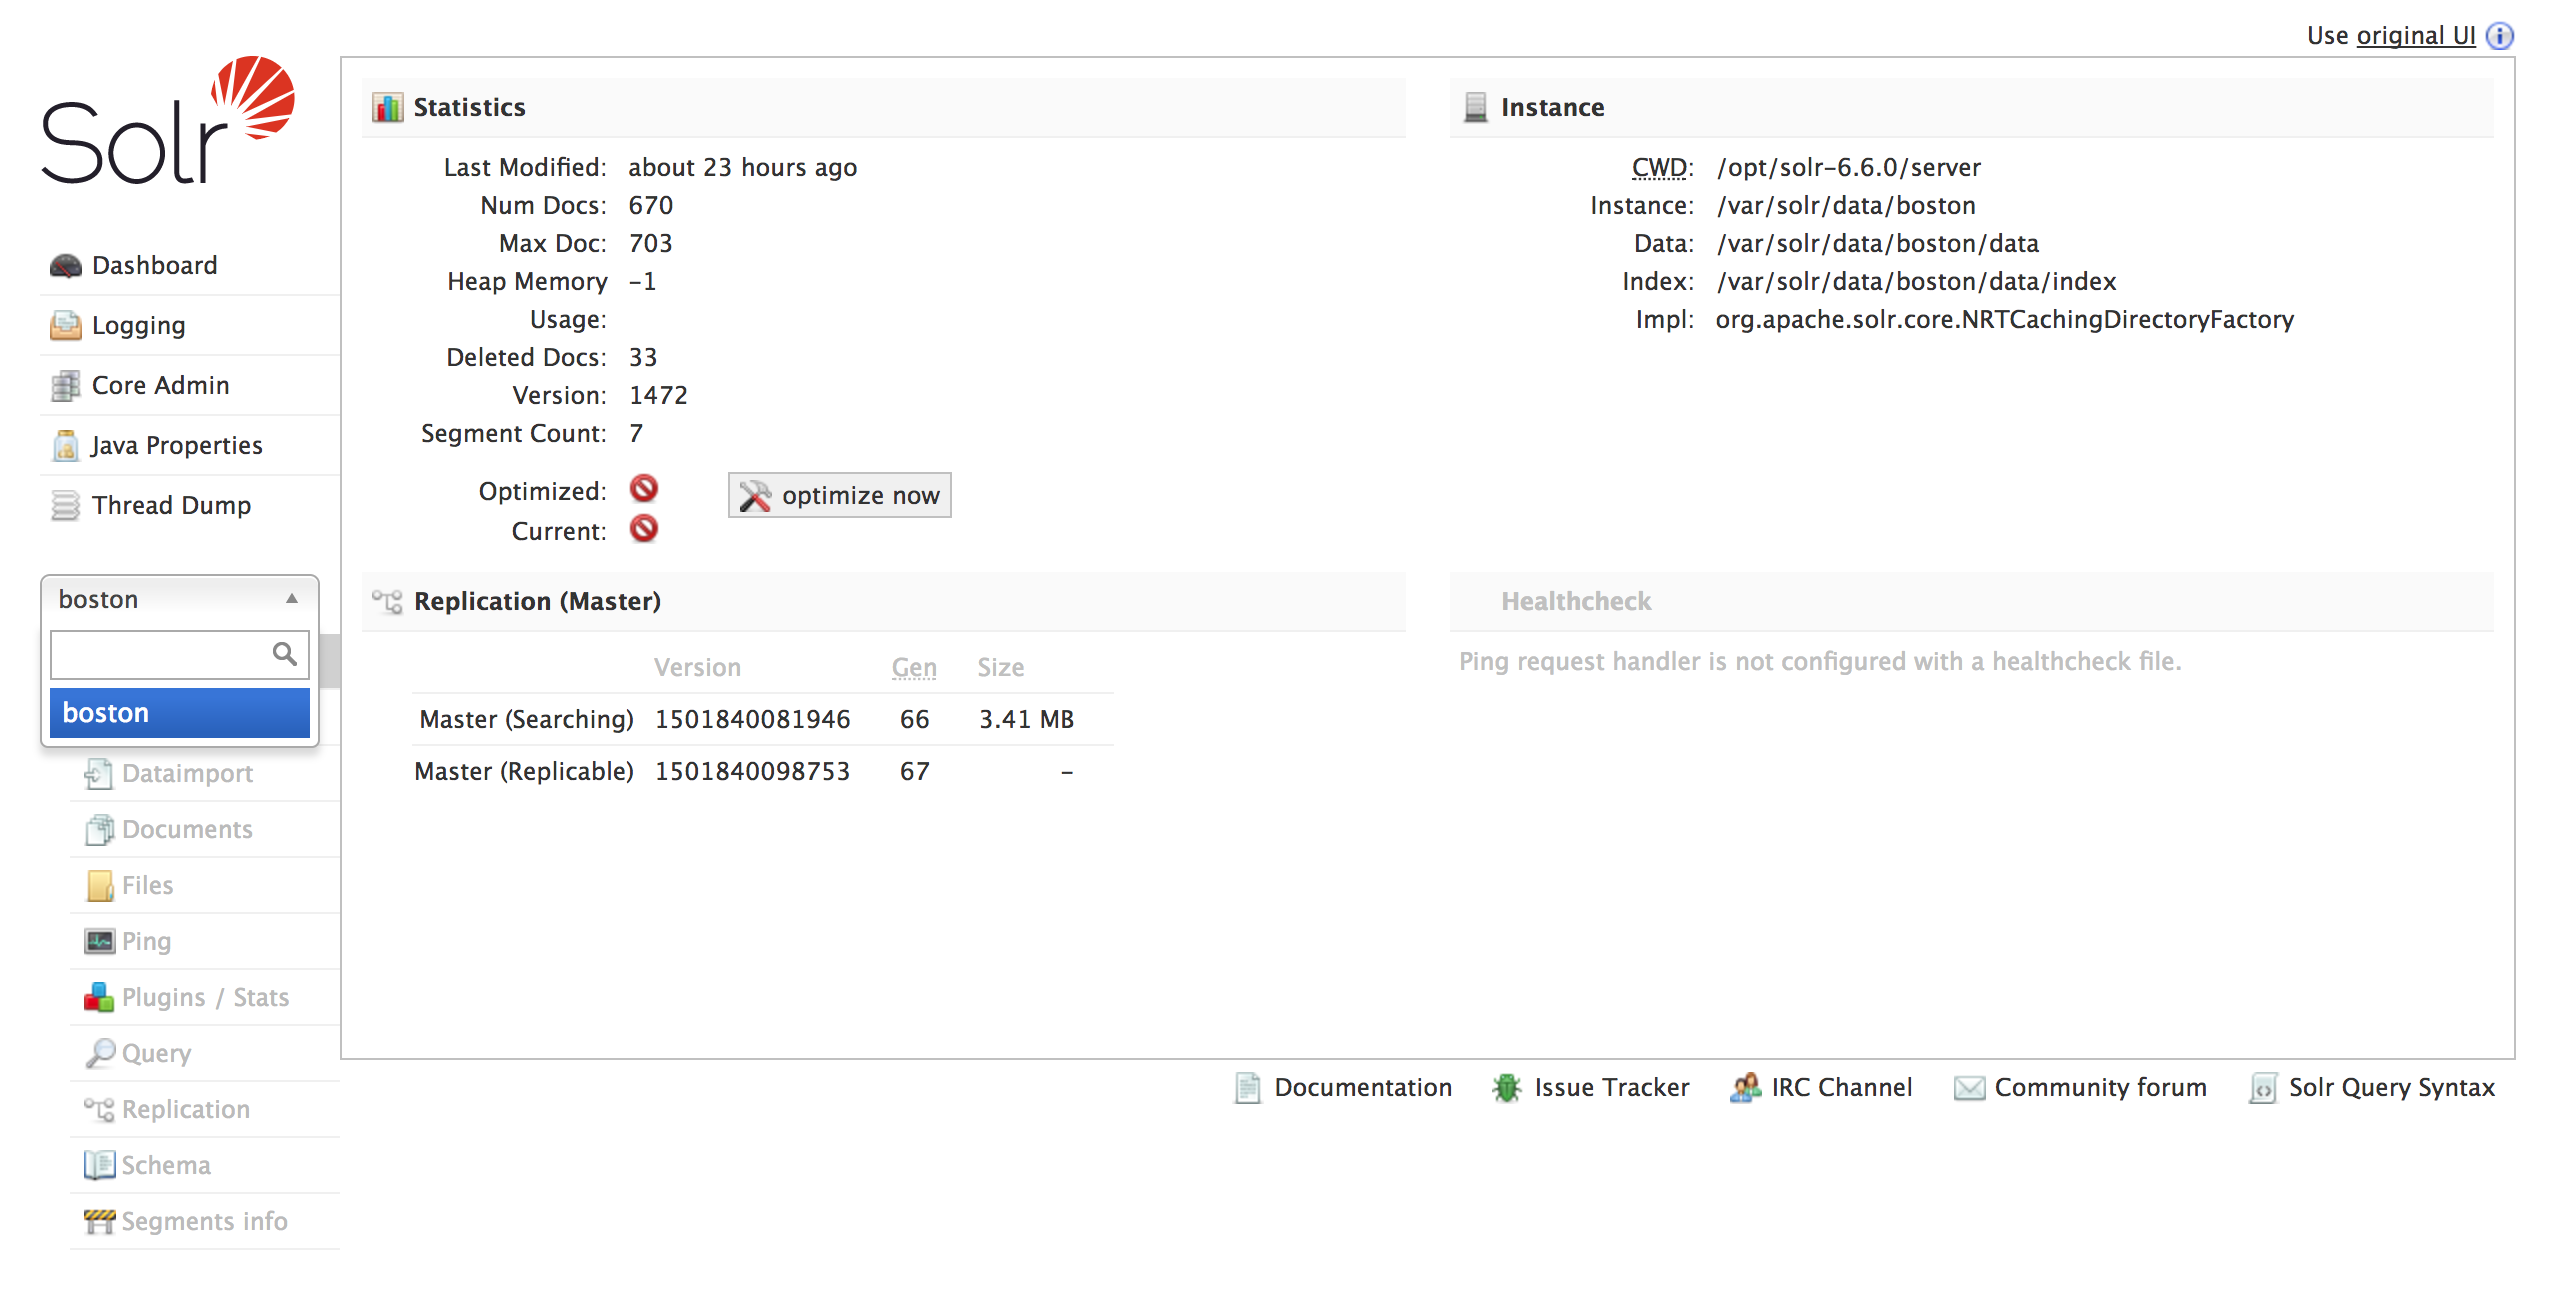 Use original UI
Solr
Dashboard
Logging
Core Admin
Java Properties
Thread Dump
boston
boston
Dataimport
Documents
Files
Ping
Plugins / Stats
Query
Replication
Schema
Segments info
Statistics
Last Modified: about 23 hours ago
Num Docs: 670
Max Doc: 703
Heap Memory -1
Usage:
Deleted Docs: 33
Version: 1472
Segment Count: 7
Optimized:
optimize now
Current:
Instance
CWD: /opt/solr-6.6.0/server
Instance: /var/solr/data/boston
Data: /var/solr/data/boston/data
Index: /var/solr/data/boston/data/index
Impl: org.apache.solr.core.NRTCachingDirectoryFactory
Replication (Master)
Version Gen Size
Master (Searching) 1501840081946 66 3.41 MB
Master (Replicable) 1501840098753 67 -
Healthcheck
Ping request handler is not configured with a healthcheck file.
Documentation Issue Tracker IRC Channel Community forum Solr Query Syntax